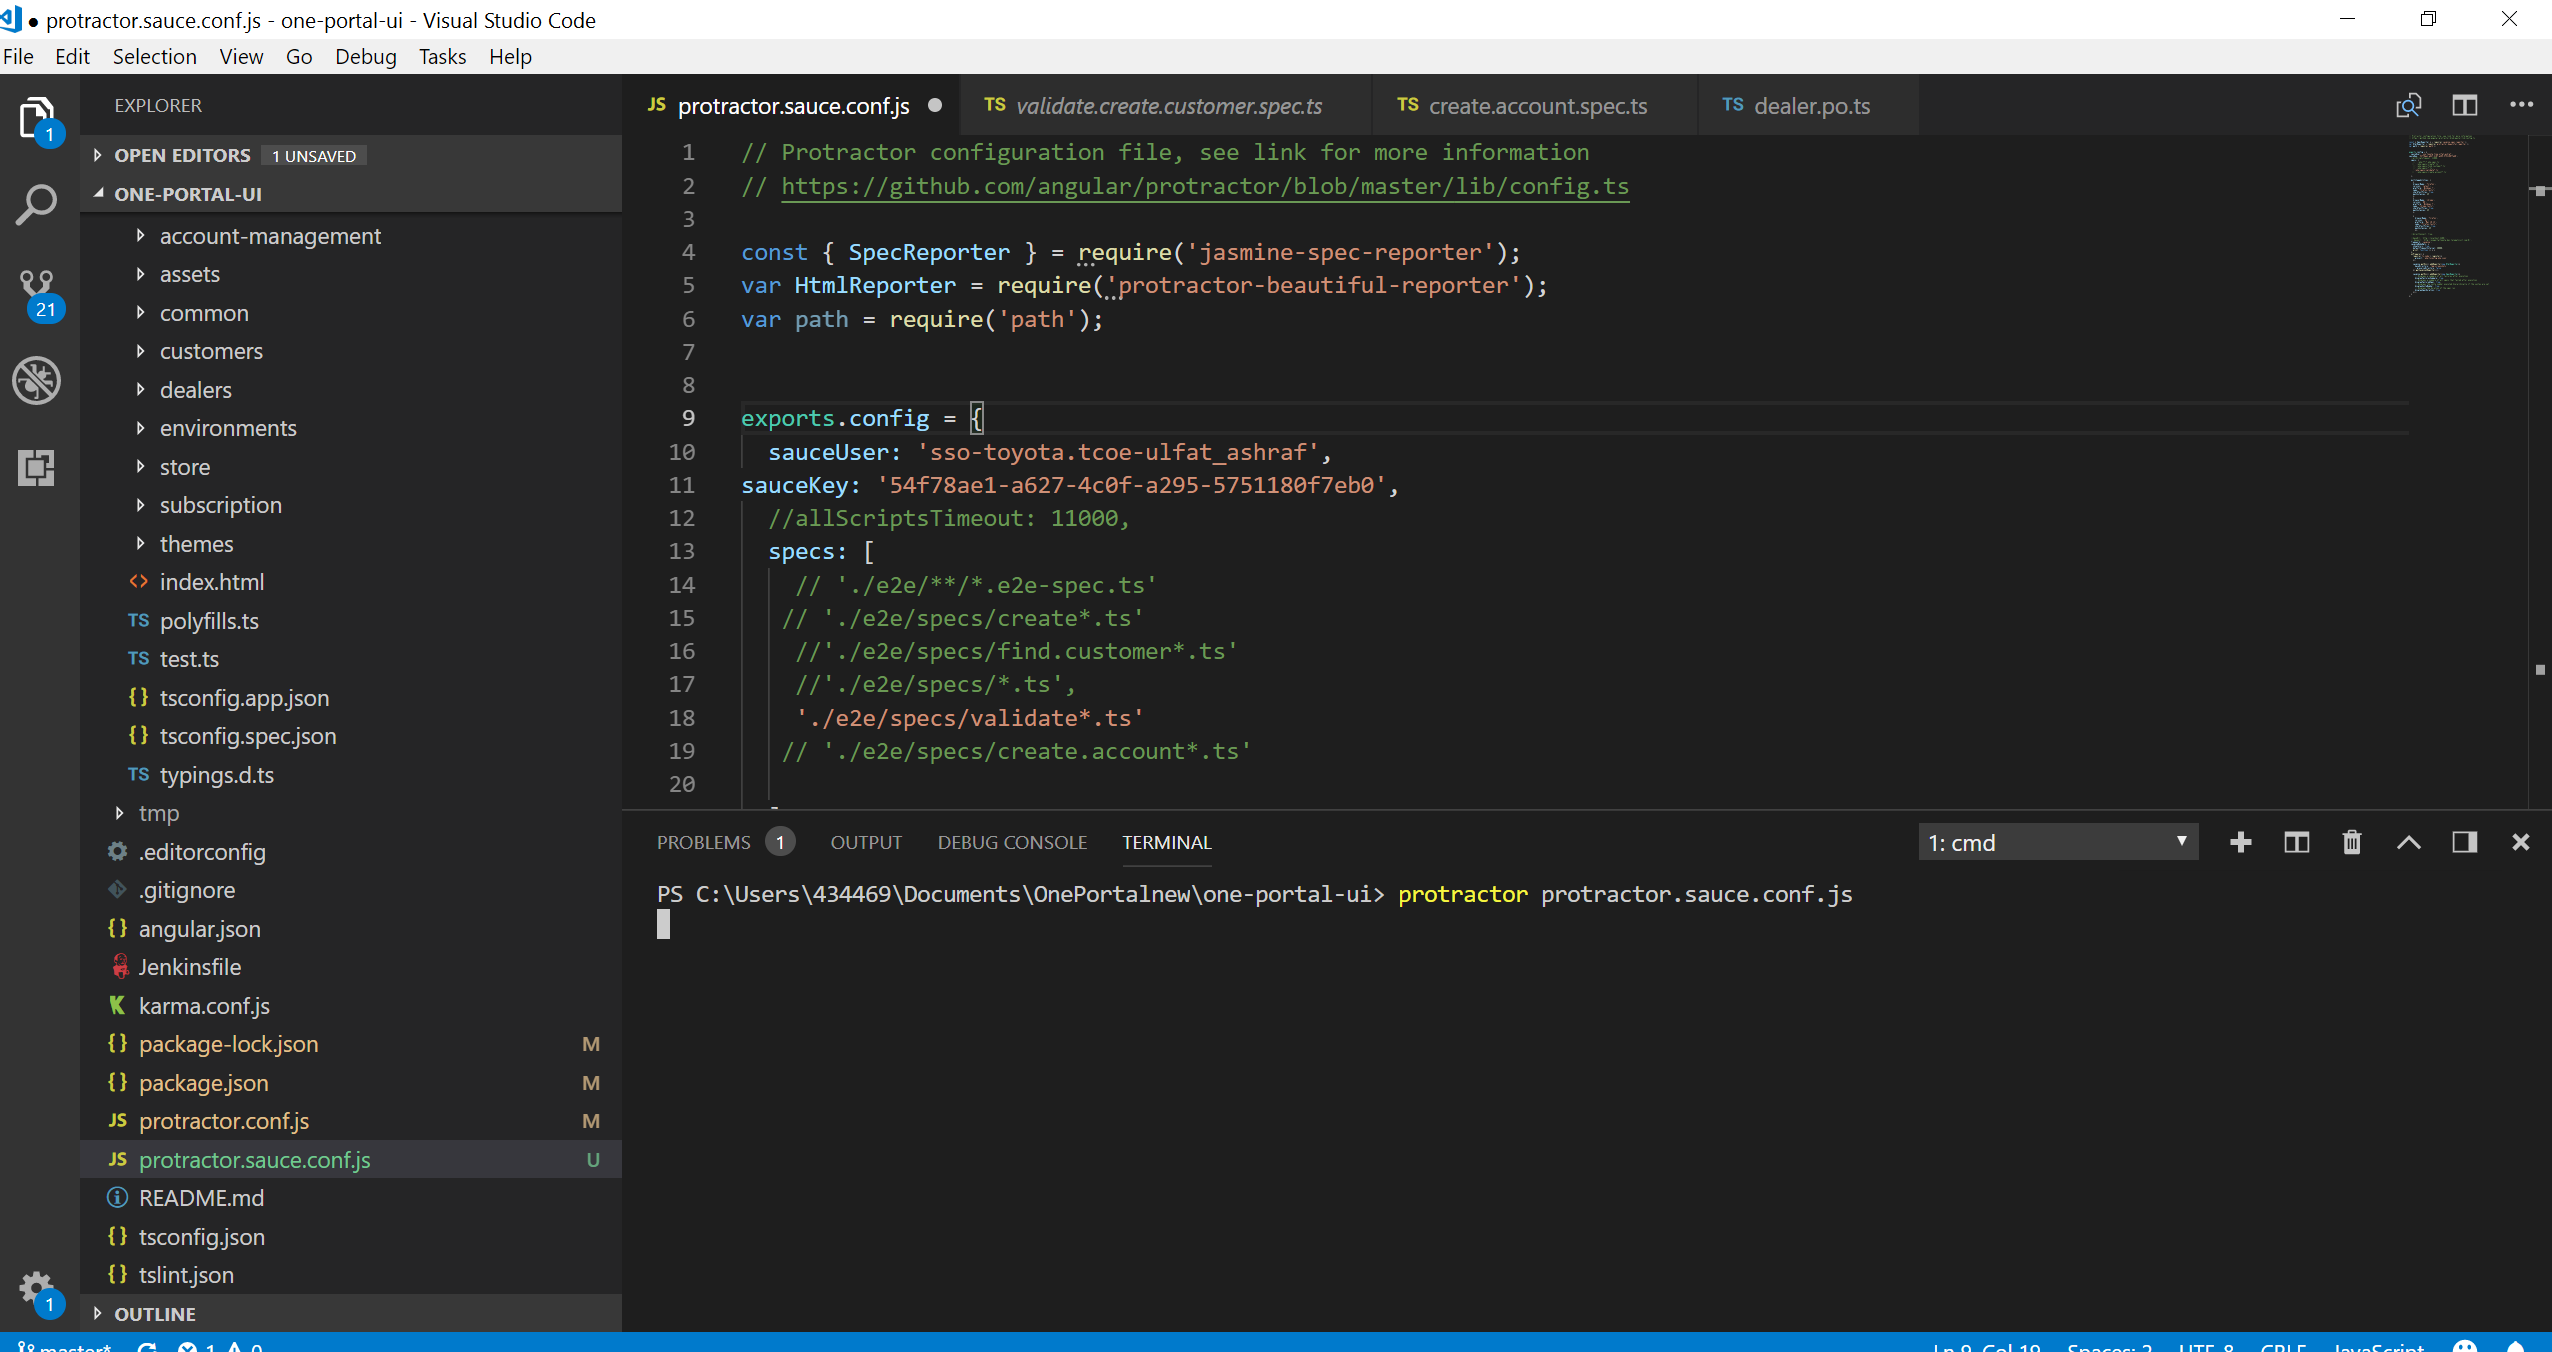 ● protractor.sauce.conf.js - one-portal-ui - Visual Studio Code
File Edit Selection View Go Debug Tasks Help
EXPLORER
OPEN EDITORS 1 UNSAVED
ONE-PORTAL-UI
account-management
assets
common
customers
dealers
environments
store
subscription
themes
<> index.html
TS polyfills.ts
TS test.ts
{} tsconfig.app.json
{} tsconfig.spec.json
TS typings.d.ts
tmp
.editorconfig
.gitignore
{} angular.json
Jenkinsfile
karma.conf.js
{} package-lock.json M
{} package.json M
JS protractor.conf.js M
JS protractor.sauce.conf.js U
README.md
{} tsconfig.json
{} tslint.json
OUTLINE
1
21
1
JS protractor.sauce.conf.js ● TS validate.create.customer.spec.ts TS create.account.spec.ts TS dealer.po.ts
1 // Protractor configuration file, see link for more information
2 // https://github.com/angular/protractor/blob/master/lib/config.ts
3
4 const { SpecReporter } = require('jasmine-spec-reporter');
5 var HtmlReporter = require('protractor-beautiful-reporter');
6 var path = require('path');
7
8
9 exports.config = {
10 sauceUser: 'sso-toyota.tcoe-ulfat_ashraf',
11 sauceKey: '54f78ae1-a627-4c0f-a295-5751180f7eb0',
12 //allScriptsTimeout: 11000,
13 specs: [
14 // './e2e/**/*.e2e-spec.ts'
15 // './e2e/specs/create*.ts'
16 //'./e2e/specs/find.customer*.ts'
17 //'./e2e/specs/*.ts',
18 './e2e/specs/validate*.ts'
19 // './e2e/specs/create.account*.ts'
20
PROBLEMS 1 OUTPUT DEBUG CONSOLE TERMINAL 1: cmd
PS C:\Users\434469\Documents\OnePortalnew\one-portal-ui> protractor protractor.sauce.conf.js
master* 1 0 Ln 9, Col 19 Spaces: 2 UTF-8 CRLF JavaScript